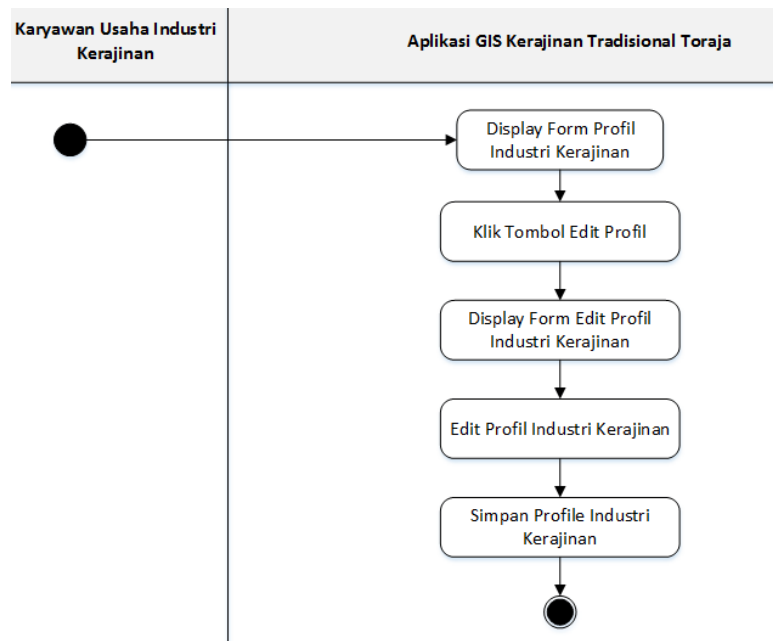 Karyawan Usaha Industri
Kerajinan
Aplikasi GIS Kerajinan Tradisional Toraja
Display Form Profil
Industri Kerajinan
Klik Tombol Edit Profil
Display Form Edit Profil
Industri Kerajinan
Edit Profil Industri Kerajinan
Simpan Profile Industri
Kerajinan